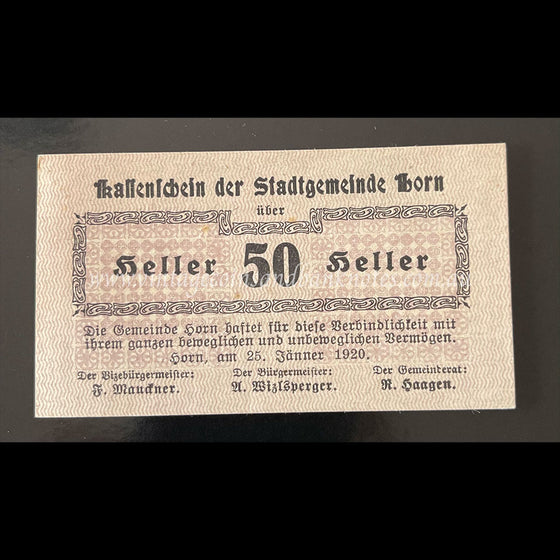 Kassenschein der Stadtgemeinde Horn
über
Heller 50 Heller
Die Gemeinde Horn haftet für diese Verbindlichkeit mit
ihrem ganzen beweglichen und unbeweglichen Vermögen.
Horn, am 25. Jänner 1920.
Der Vizebürgermeister: Der Bürgermeister: Der Gemeinderat:
F. Mauckner. A. Wizlsperger. R. Haagen.